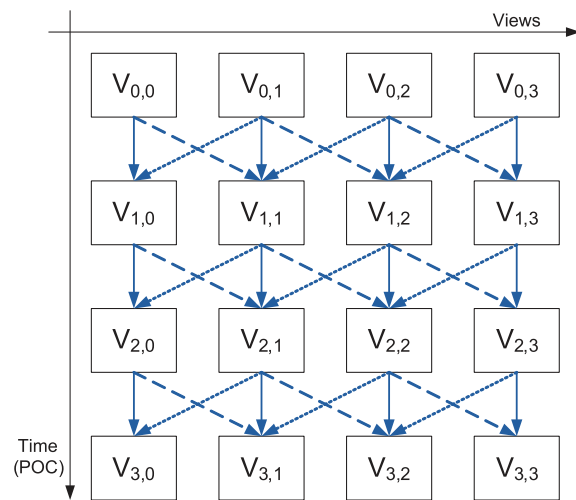 Views
V0,0 V0,1 V0,2 V0,3
V1,0 V1,1 V1,2 V1,3
V2,0 V2,1 V2,2 V2,3
Time
(POC)
V3,0 V3,1 V3,2 V3,3